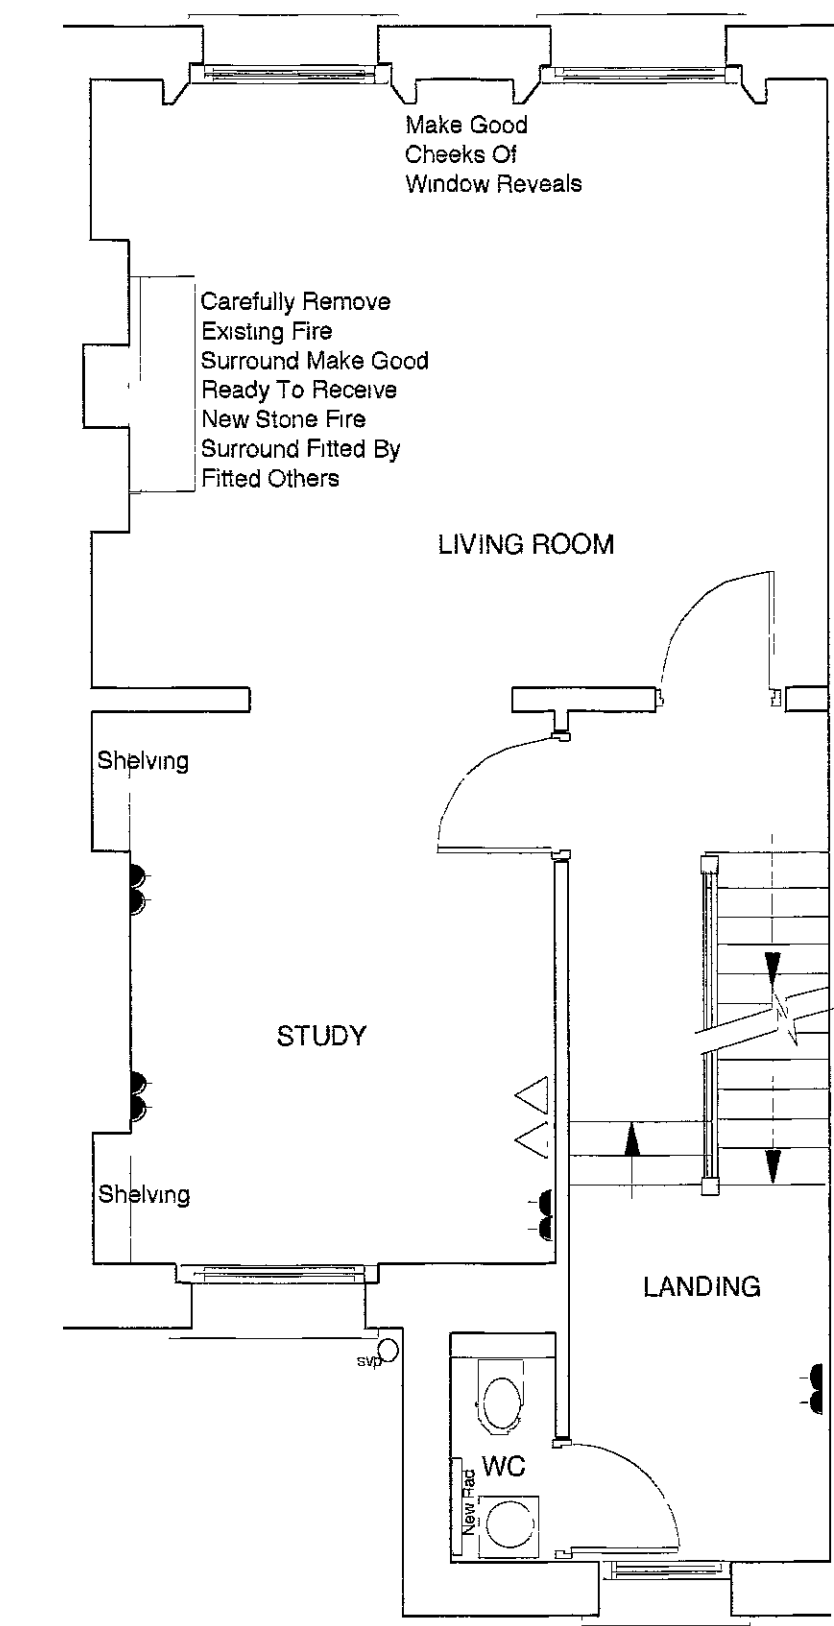 Make Good
Cheeks Of
Window Reveals
Carefully Remove
Existing Fire
Surround Make Good
Ready To Receive
New Stone Fire
Surround Fitted By
Fitted Others
LIVING ROOM
Shelving
STUDY
Shelving
LANDING
svp
WC
New Rad